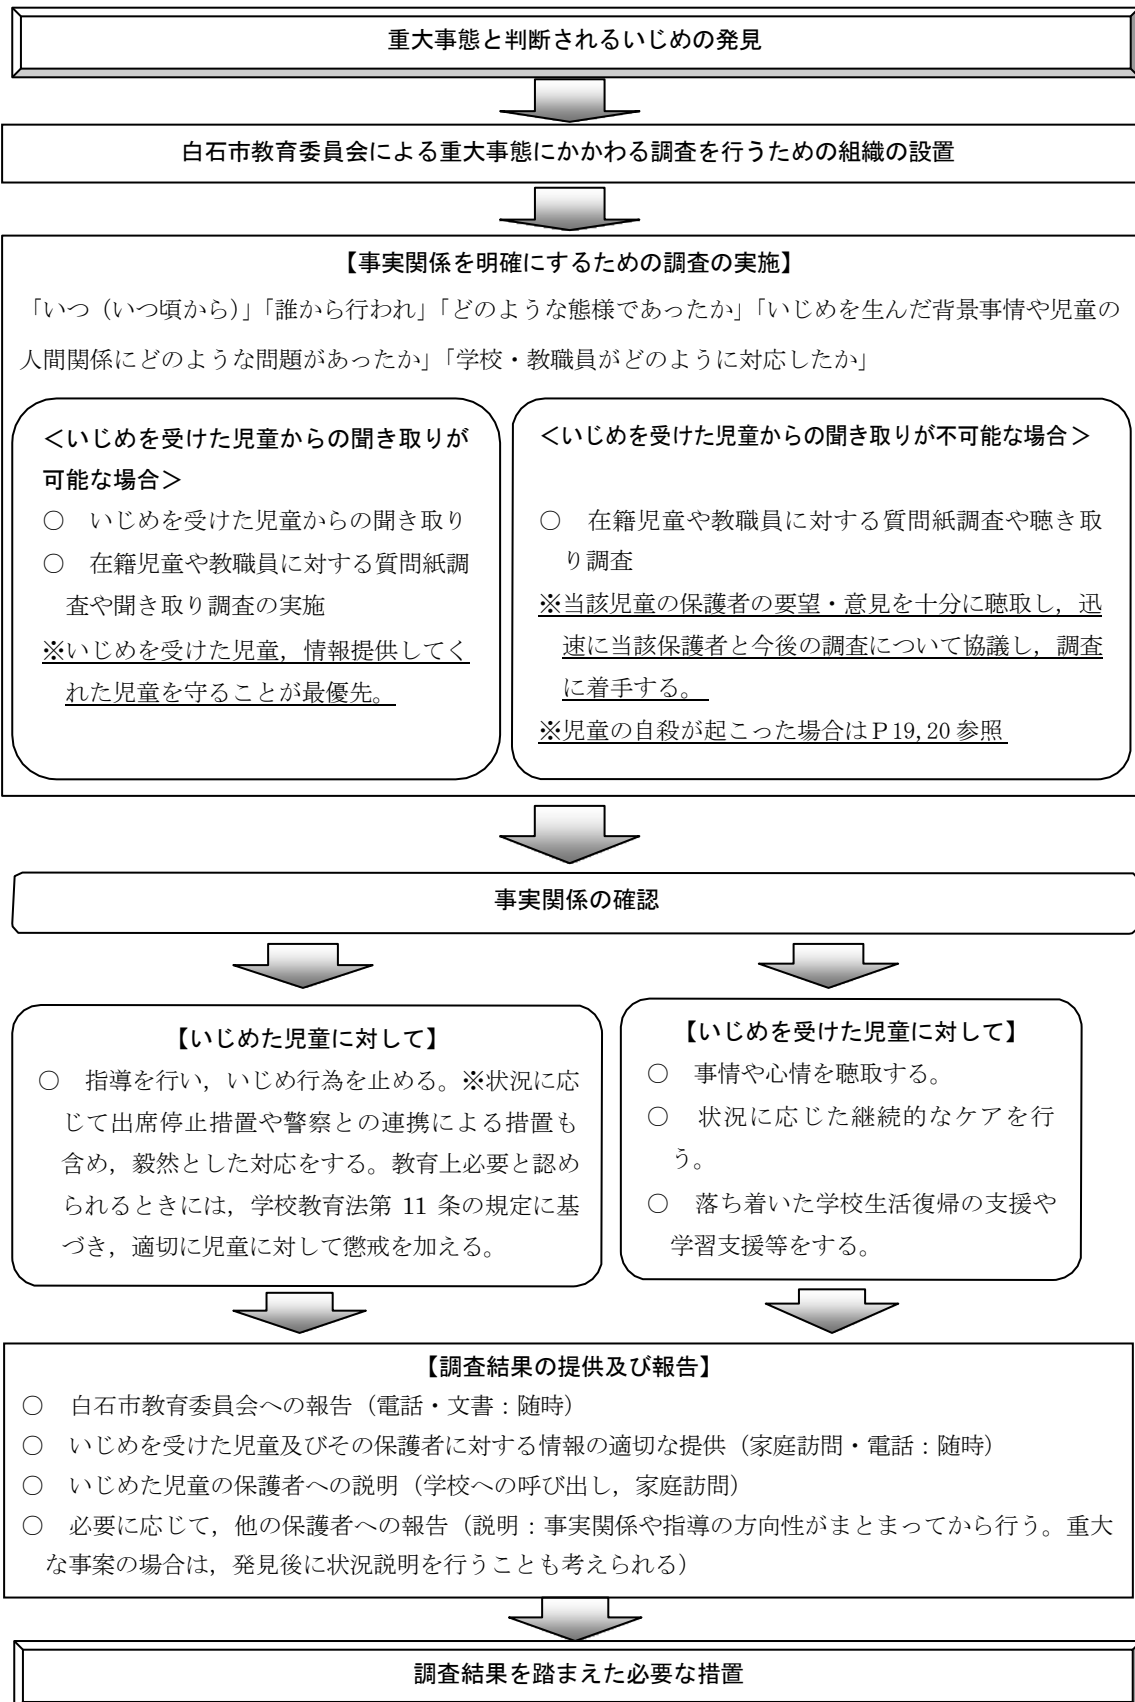 重大事態と判断されるいじめの発見
白石市教育委員会による重大事態にかかわる調査を行うための組織の設置
【事実関係を明確にするための調査の実施】
「いつ（いつ頃から）」「誰から行われ」「どのような態様であったか」「いじめを生んだ背景事情や児童の
人間関係にどのような問題があったか」「学校・教職員がどのように対応したか」
＜いじめを受けた児童からの聞き取りが
可能な場合＞
○　いじめを受けた児童からの聞き取り
○　在籍児童や教職員に対する質問紙調
査や聞き取り調査の実施
※いじめを受けた児童，情報提供してく
れた児童を守ることが最優先。
＜いじめを受けた児童からの聞き取りが不可能な場合＞
○　在籍児童や教職員に対する質問紙調査や聴き取
り調査
※当該児童の保護者の要望・意見を十分に聴取し，迅
速に当該保護者と今後の調査について協議し，調査
に着手する。
※児童の自殺が起こった場合はＰ19,20 参照
事実関係の確認
【いじめた児童に対して】
○　指導を行い，いじめ行為を止める。※状況に応
じて出席停止措置や警察との連携による措置も
含め，毅然とした対応をする。教育上必要と認め
られるときには，学校教育法第 11 条の規定に基
づき，適切に児童に対して懲戒を加える。
【いじめを受けた児童に対して】
○　事情や心情を聴取する。
○　状況に応じた継続的なケアを行
う。
○　落ち着いた学校生活復帰の支援や
学習支援等をする。
【調査結果の提供及び報告】
○　白石市教育委員会への報告（電話・文書：随時）
○　いじめを受けた児童及びその保護者に対する情報の適切な提供（家庭訪問・電話：随時）
○　いじめた児童の保護者への説明（学校への呼び出し，家庭訪問）
○　必要に応じて，他の保護者への報告（説明：事実関係や指導の方向性がまとまってから行う。重大
な事案の場合は，発見後に状況説明を行うことも考えられる）
調査結果を踏まえた必要な措置